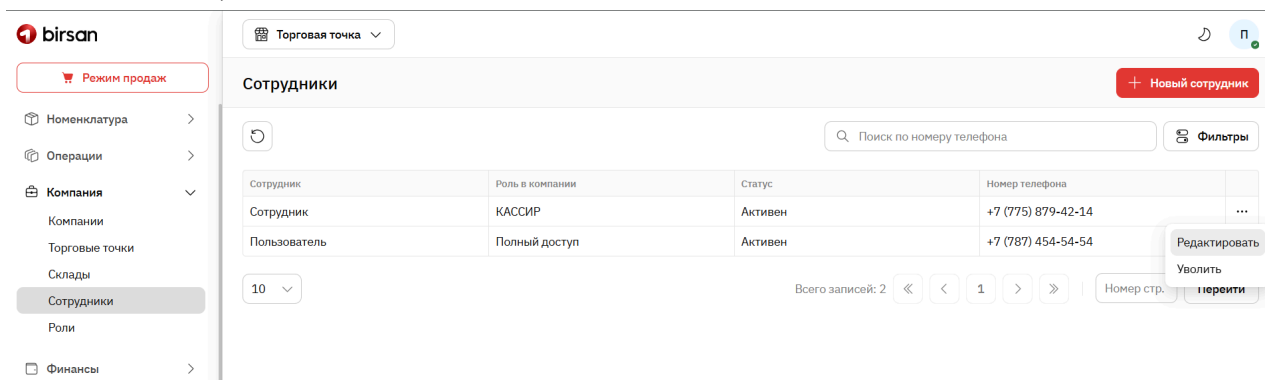 birsan
Торговая точка
П
Режим продаж
Сотрудники
Новый сотрудник
Номенклатура
Поиск по номеру телефона
Фильтры
Операции
Компания
Сотрудник Роль в компании Статус Номер телефона
Сотрудник КАССИР Активен +7 (775) 879-42-14 ...
Пользователь Полный доступ Активен +7 (787) 454-54-54
Редактировать
Уволить
Компании
Торговые точки
Склады
Сотрудники
Роли
Финансы
10
Всего записей: 2
1
Номер стр.
Перейти